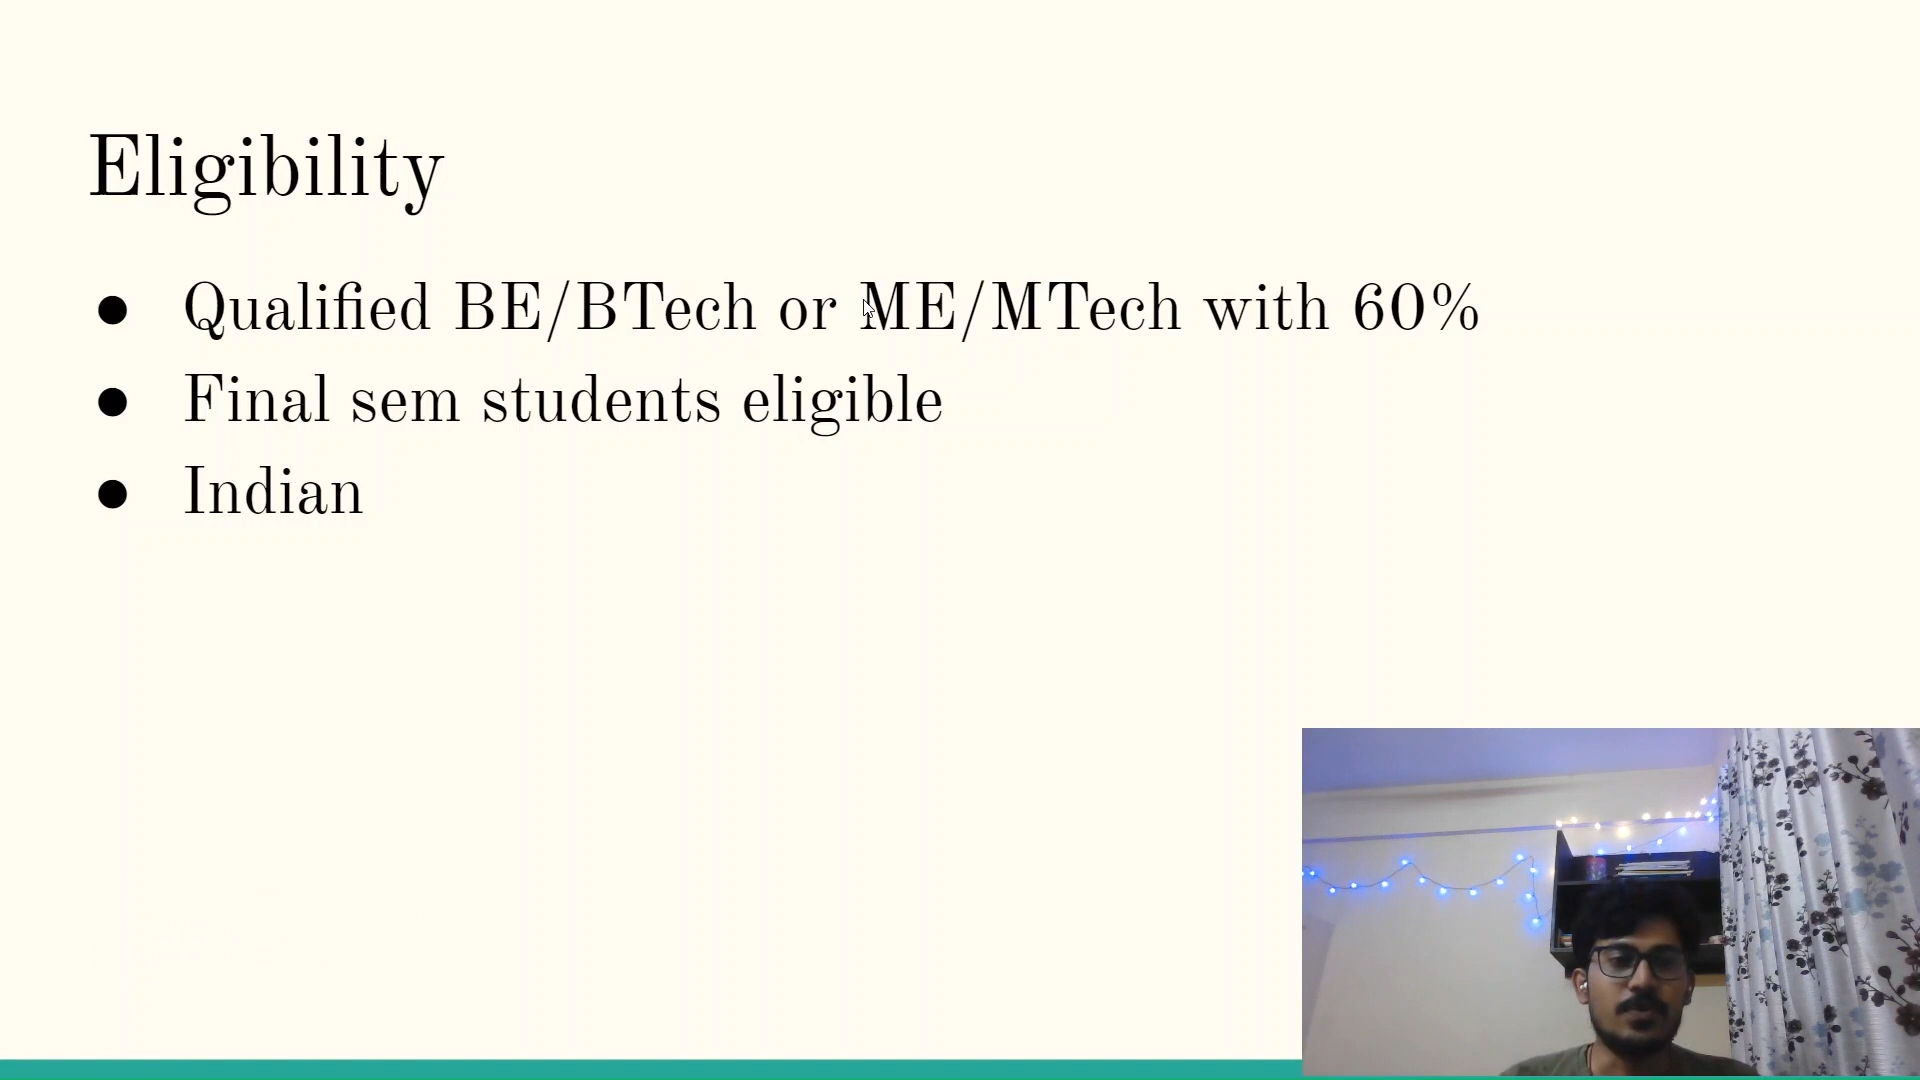 Eligibility
● Qualified BE/BTech or ME/MTech with 60%
● Final sem students eligible
● Indian